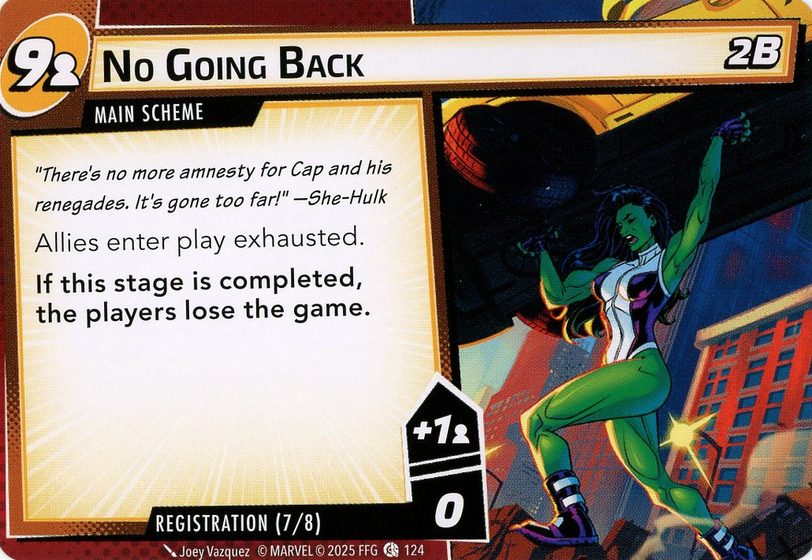 9
No Going Back
2B
MAIN SCHEME
"There's no more amnesty for Cap and his
renegades. It's gone too far!" —She-Hulk
Allies enter play exhausted.
If this stage is completed,
the players lose the game.
+1
0
REGISTRATION (7/8)
Joey Vazquez © MARVEL © 2025 FFG 124